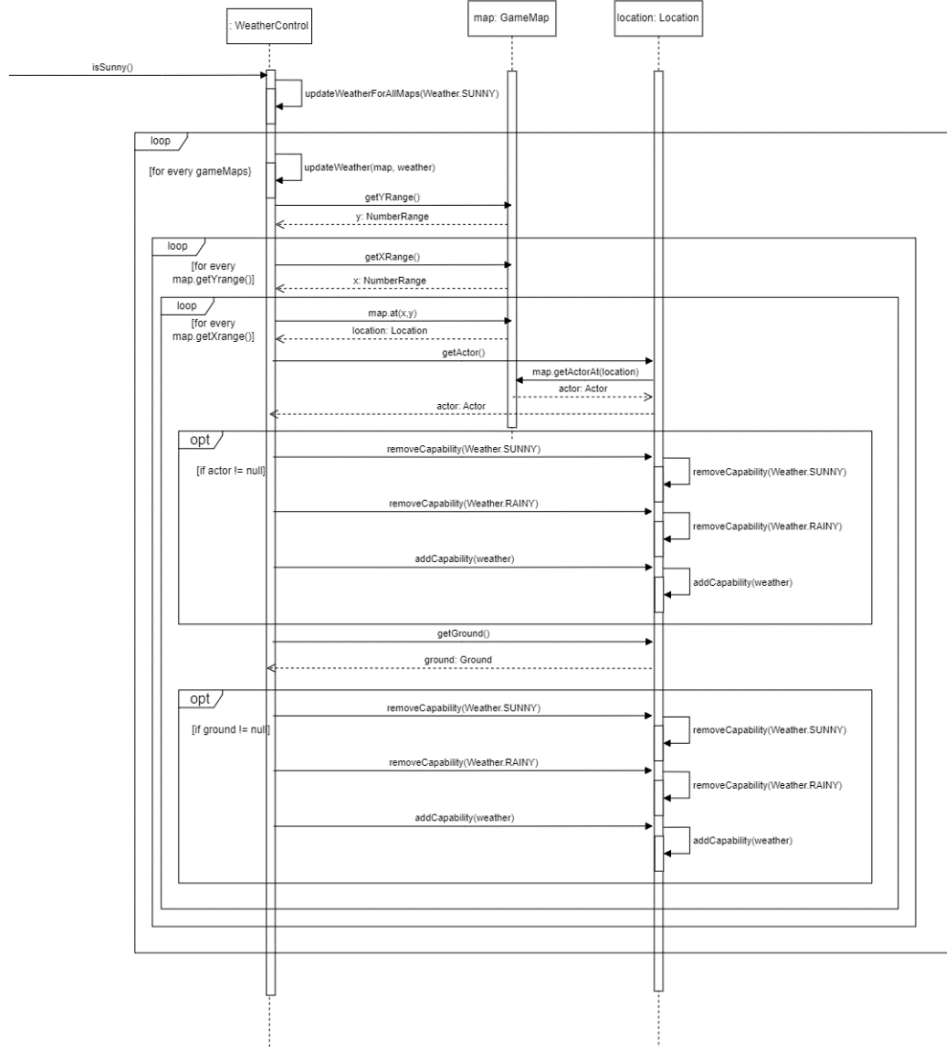 : WeatherControl
map: GameMap
location: Location
isSunny()
updateWeatherForAllMaps(Weather.SUNNY)
loop
[for every gameMaps}
updateWeather(map, weather)
getYRange()
y: NumberRange
loop
[for every
map.getYrange()]
getXRange()
x: NumberRange
loop
[for every
map.getXrange()]
map.at(x,y)
location: Location
getActor()
map.getActorAt(location)
actor: Actor
actor: Actor
opt
[if actor != null]
removeCapability(Weather.SUNNY)
removeCapability(Weather.SUNNY)
removeCapability(Weather.RAINY)
removeCapability(Weather.RAINY)
addCapability(weather)
addCapability(weather)
getGround()
ground: Ground
opt
[if ground != null]
removeCapability(Weather.SUNNY)
removeCapability(Weather.SUNNY)
removeCapability(Weather.RAINY)
removeCapability(Weather.RAINY)
addCapability(weather)
addCapability(weather)